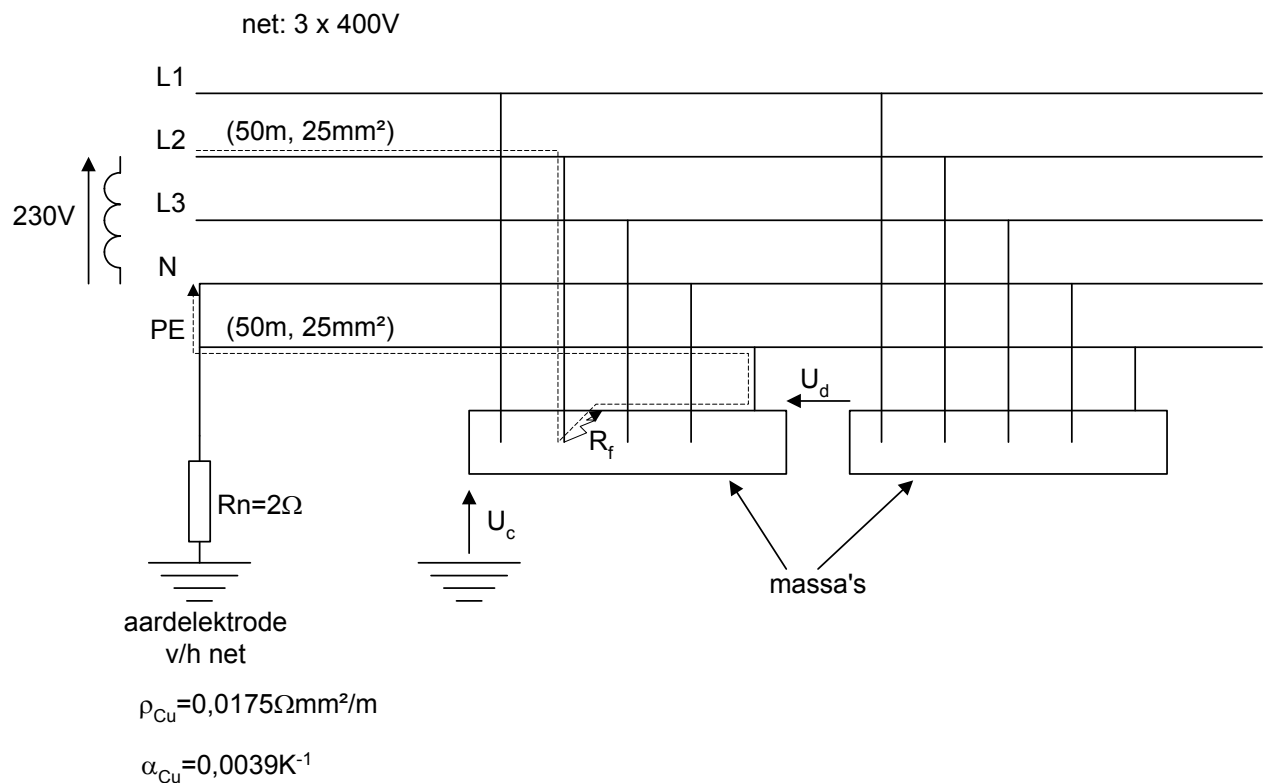 net: 3 x 400V
L1
L2
(50m, 25mm²)
230V
L3
N
PE
(50m, 25mm²)
U_d
R_f
Rn=2Ω
U_c
massa's
aardelektrode
v/h net
ρ_Cu=0,0175Ωmm²/m
α_Cu=0,0039K⁻¹